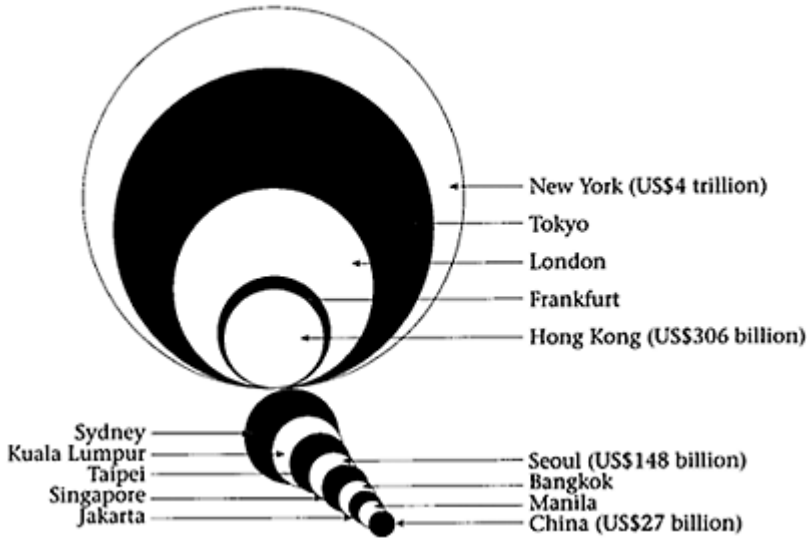 New York (US$4 trillion)
Tokyo
London
Frankfurt
Hong Kong (US$306 billion)
Sydney
Kuala Lumpur
Taipei
Singapore
Jakarta
Seoul (US$148 billion)
Bangkok
Manila
China (US$27 billion)